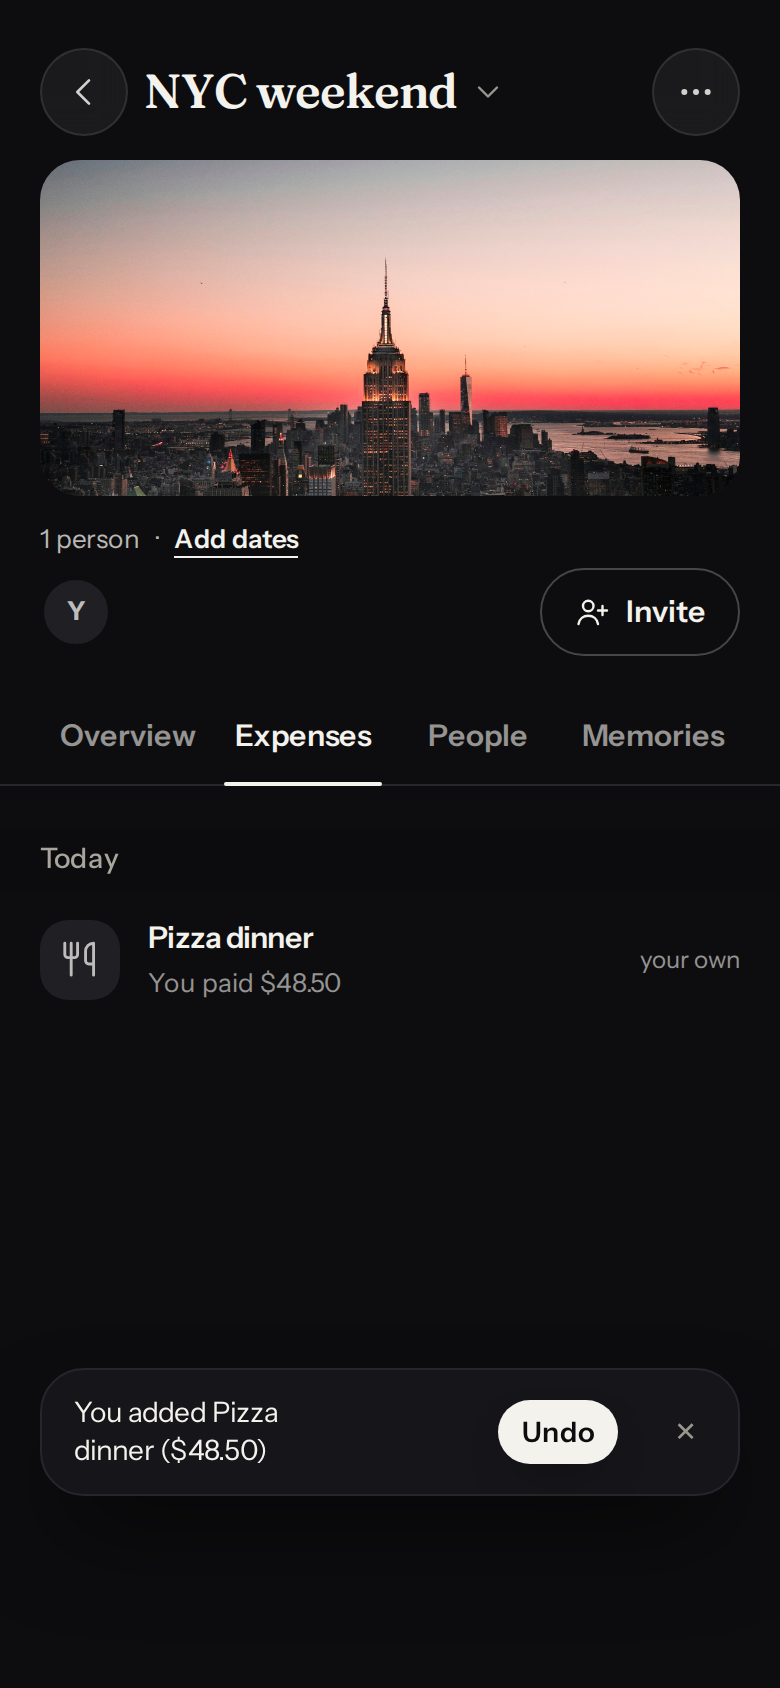 NYC weekend
1 person · Add dates
Y
Invite
Overview Expenses People Memories
Today
Pizza dinner
You paid $48.50
your own
You added Pizza
dinner ($48.50)
Undo